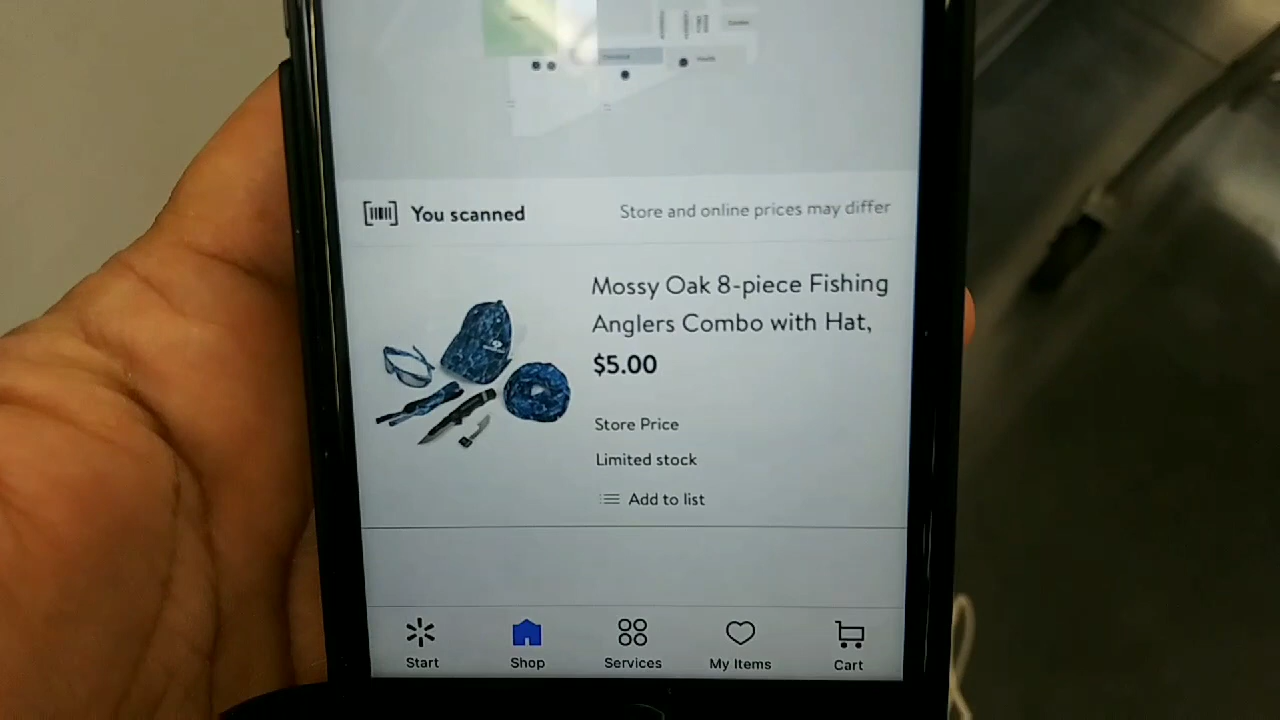 You scanned
Store and online prices may differ
Mossy Oak 8-piece Fishing
Anglers Combo with Hat,
$5.00
Store Price
Limited stock
Add to list
Start
Shop
Services
My Items
Cart